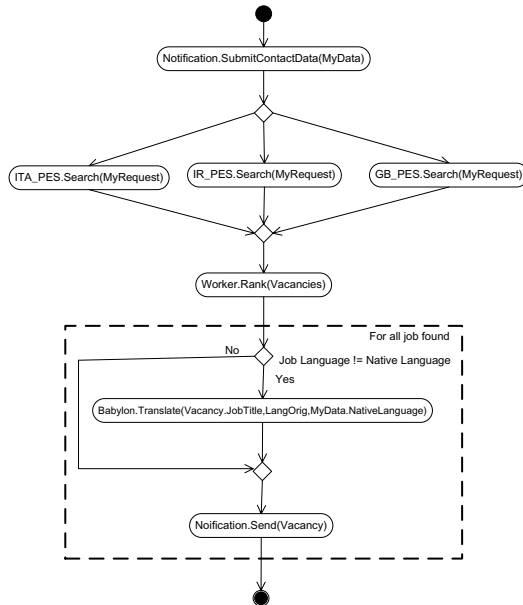 Notification.SubmitContactData(MyData)
ITA_PES.Search(MyRequest)
IR_PES.Search(MyRequest)
GB_PES.Search(MyRequest)
Worker.Rank(Vacancies)
For all job found
No
Job Language != Native Language
Yes
Babylon.Translate(Vacancy.JobTitle,LangOrig,MyData.NativeLanguage)
Noification.Send(Vacancy)